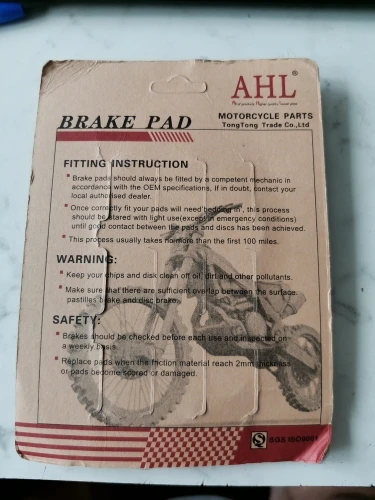 AHL®
MOTORCYCLE PARTS
TongTong Trade Co.,Ltd
BRAKE PAD
FITTING INSTRUCTION
Brake pads should always be fitted by a competent mechanic in
accordance with the OEM specifications, If in doubt, contact your
local authorised dealer.
Once correctly fit your pads will need bedding in , this process
should be stared with light use(except in emergency conditions)
until good contact between the pads and discs has been achieved.
This process usually takes no more than the first 100 miles.
WARNING:
Keep your whips and disk clean off oil, dirt and other pollutants.
Make sure that there are sufficient overlap between the surface
pastilles brake and disc brake.
SAFETY:
Brakes should be checked before each use and inspected on
a weekly basis.
Replace pads when the friction material reach 2mm thickness
or pads become scored or damaged.
SGS ISO9001